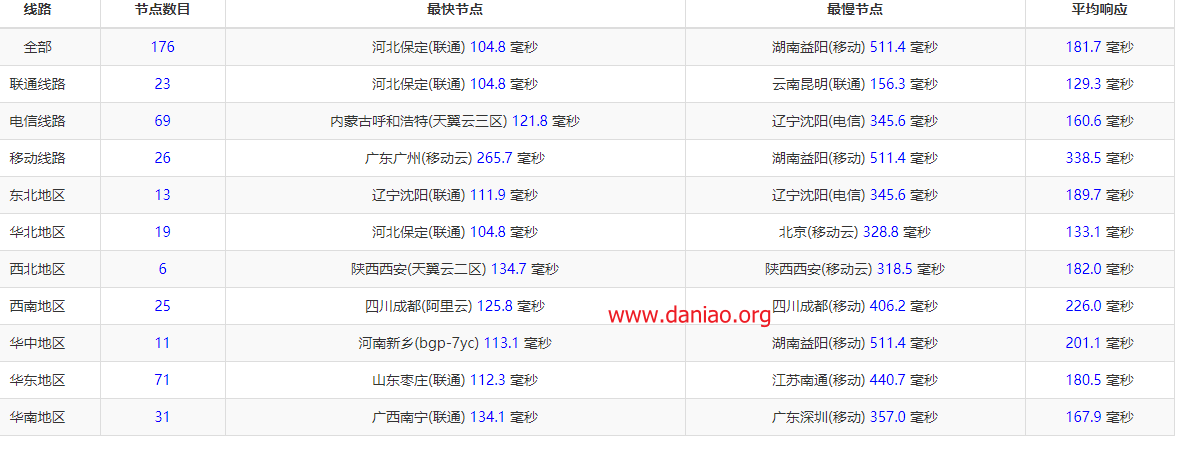 线路 节点数目 最快节点 最慢节点 平均响应
全部 176 河北保定(联通) 104.8 毫秒 湖南益阳(移动) 511.4 毫秒 181.7 毫秒
联通线路 23 河北保定(联通) 104.8 毫秒 云南昆明(联通) 156.3 毫秒 129.3 毫秒
电信线路 69 内蒙古呼和浩特(天翼云三区) 121.8 毫秒 辽宁沈阳(电信) 345.6 毫秒 160.6 毫秒
移动线路 26 广东广州(移动云) 265.7 毫秒 湖南益阳(移动) 511.4 毫秒 338.5 毫秒
东北地区 13 辽宁沈阳(联通) 111.9 毫秒 辽宁沈阳(电信) 345.6 毫秒 189.7 毫秒
华北地区 19 河北保定(联通) 104.8 毫秒 北京(移动云) 328.8 毫秒 133.1 毫秒
西北地区 6 陕西西安(天翼云二区) 134.7 毫秒 陕西西安(移动云) 318.5 毫秒 182.0 毫秒
西南地区 25 四川成都(阿里云) 125.8 毫秒 四川成都(移动) 406.2 毫秒 226.0 毫秒
www.daniao.org
华中地区 11 河南新乡(bgp-7yc) 113.1 毫秒 湖南益阳(移动) 511.4 毫秒 201.1 毫秒
华东地区 71 山东枣庄(联通) 112.3 毫秒 江苏南通(移动) 440.7 毫秒 180.5 毫秒
华南地区 31 广西南宁(联通) 134.1 毫秒 广东深圳(移动) 357.0 毫秒 167.9 毫秒